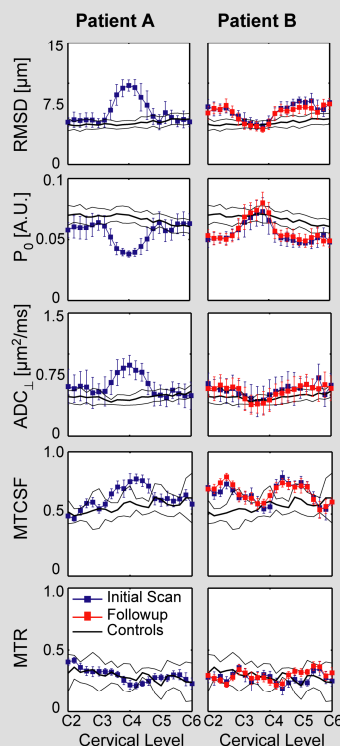 Patient A Patient B
RMSD [μm]
15
7.5
0
P0 [A.U.]
0.1
0.05
0
ADC⊥ [μm²/ms]
1.5
0.75
0
MTCSF
1.0
0.5
0
MTR
1.0
0.5
0
Initial Scan
Followup
Controls
C2 C3 C4 C5 C6 C2 C3 C4 C5 C6
Cervical Level Cervical Level